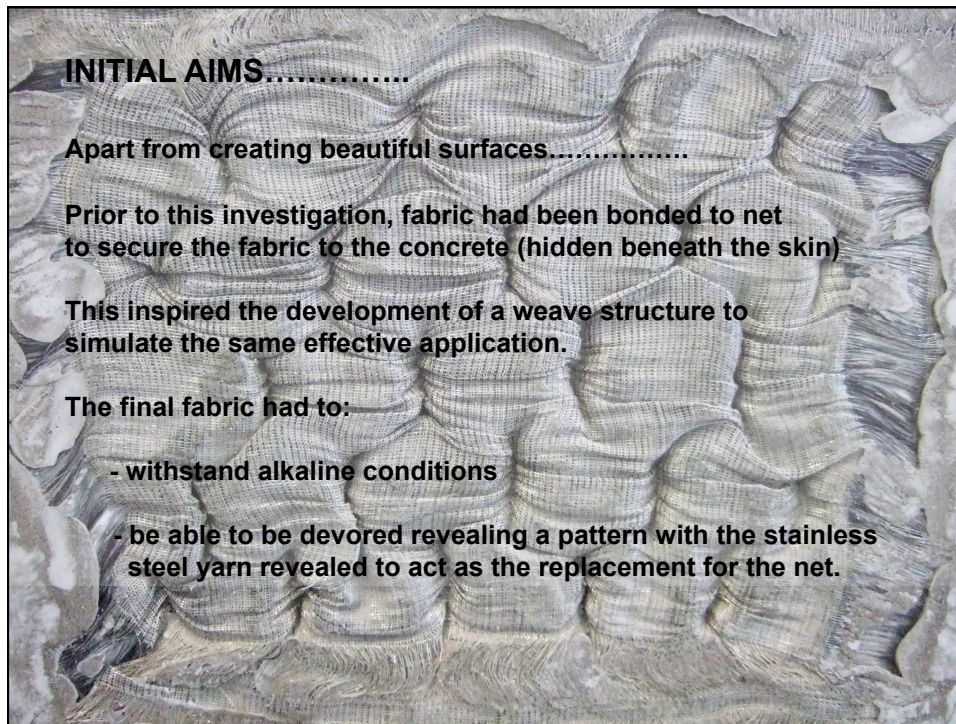 INITIAL AIMS…………..
Apart from creating beautiful surfaces…………….
Prior to this investigation, fabric had been bonded to net
to secure the fabric to the concrete (hidden beneath the skin)
This inspired the development of a weave structure to
simulate the same effective application.
The final fabric had to:
- withstand alkaline conditions
- be able to be devored revealing a pattern with the stainless
steel yarn revealed to act as the replacement for the net.